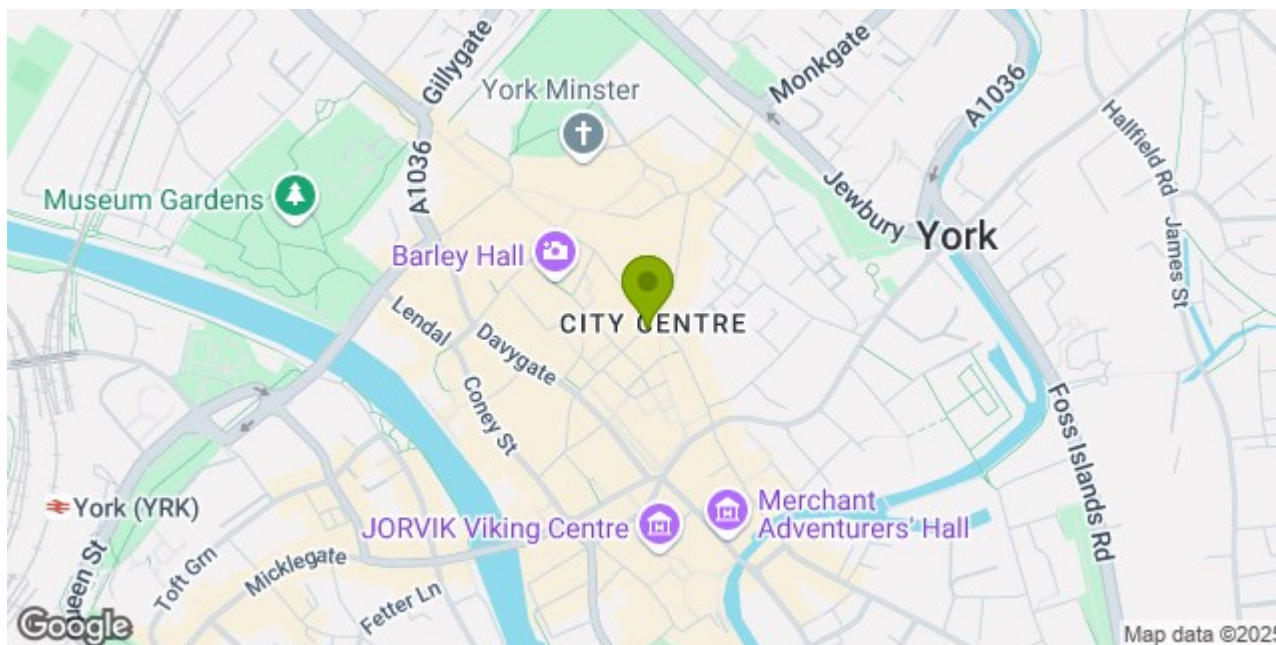 Gillygate
York Minster
Monkgate
A1036
Hallfield Rd
A1036
Museum Gardens
Jewbury
York
James St
Barley Hall
CITY CENTRE
Lendal
Davygate
Coney St
Foss Islands Rd
York (YRK)
Merchant
Adventurers' Hall
JORVIK Viking Centre
Queen St
Toft Grn
Micklegate
Fetter Ln
Google
Map data ©2025